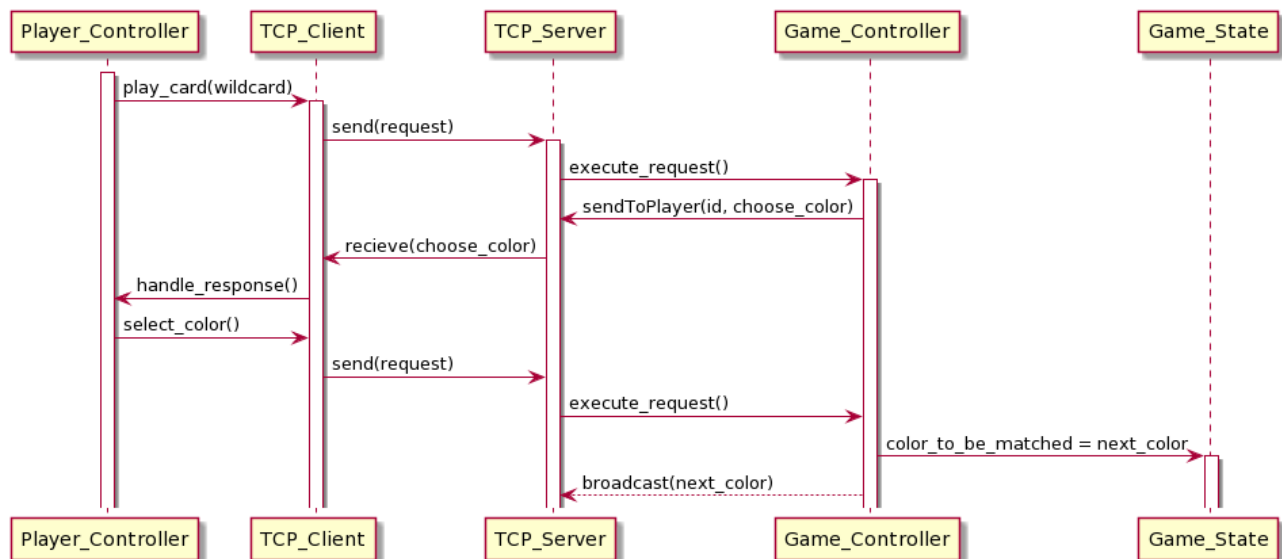 Player_Controller TCP_Client TCP_Server Game_Controller Game_State
play_card(wildcard)
send(request)
execute_request()
sendToPlayer(id, choose_color)
recieve(choose_color)
handle_response()
select_color()
send(request)
execute_request()
color_to_be_matched = next_color
broadcast(next_color)
Player_Controller TCP_Client TCP_Server Game_Controller Game_State